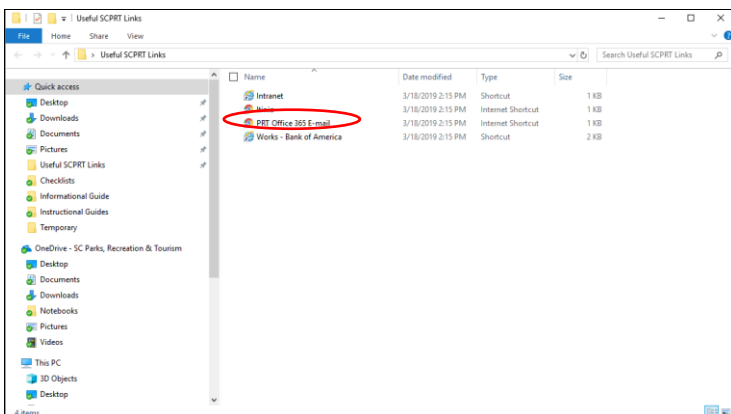 Useful SCPRT Links
File Home Share View
Useful SCPRT Links
Search Useful SCPRT Links
Name Date modified Type Size
Quick access
Desktop
Downloads
Documents
Pictures
Useful SCPRT Links
Checklists
Informational Guide
Instructional Guides
Temporary
OneDrive - SC Parks, Recreation & Tourism
Desktop
Documents
Downloads
Notebooks
Pictures
Videos
This PC
3D Objects
Desktop
Intranet 3/18/2019 2:15 PM Shortcut 1 KB
3/18/2019 2:15 PM Internet Shortcut 1 KB
PRT Office 365 E-mail 3/18/2019 2:15 PM Internet Shortcut 1 KB
Works - Bank of America 3/18/2019 2:15 PM Shortcut 2 KB
4 items